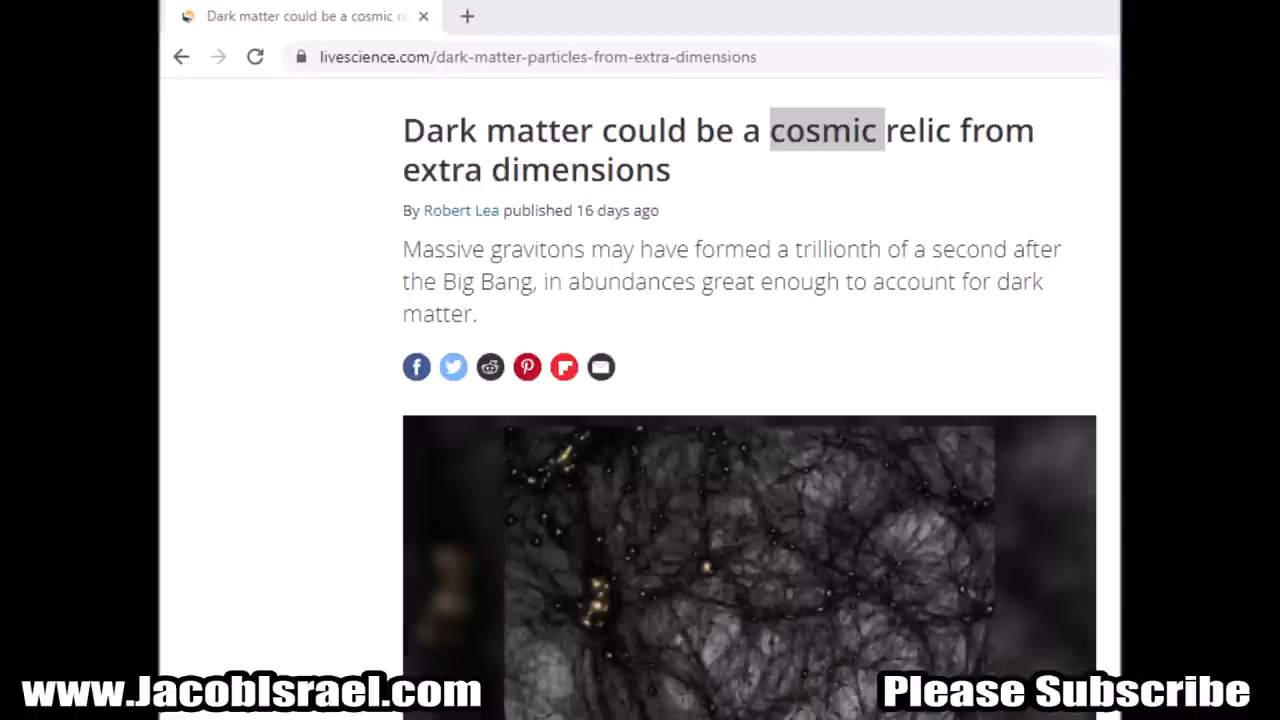 Dark matter could be a cosmic re
livescience.com/dark-matter-particles-from-extra-dimensions
Dark matter could be a cosmic relic from
extra dimensions
By Robert Lea published 16 days ago
Massive gravitons may have formed a trillionth of a second after
the Big Bang, in abundances great enough to account for dark
matter.
www.JacobIsrael.com
Please Subscribe